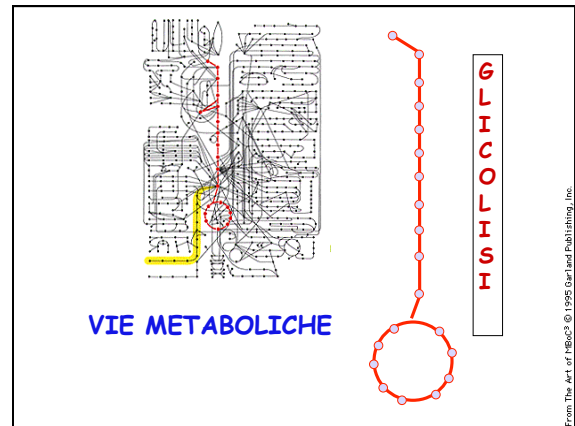 VIE METABOLICHE
GLICOLISI
From The Art of MBoC³ © 1995 Garland Publishing, Inc.